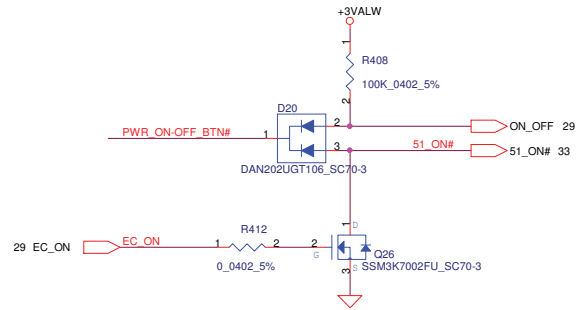 +3VALW
1
R408
100K_0402_5%
2
D20
PWR_ON-OFF_BTN#
1
2
3
ON_OFF 29
51_ON#
51_ON# 33
DAN202UGT106_SC70-3
1
D
R412
29 EC_ON
EC_ON
1
2
2
G
Q26
0_0402_5%
3
S
SSM3K7002FU_SC70-3